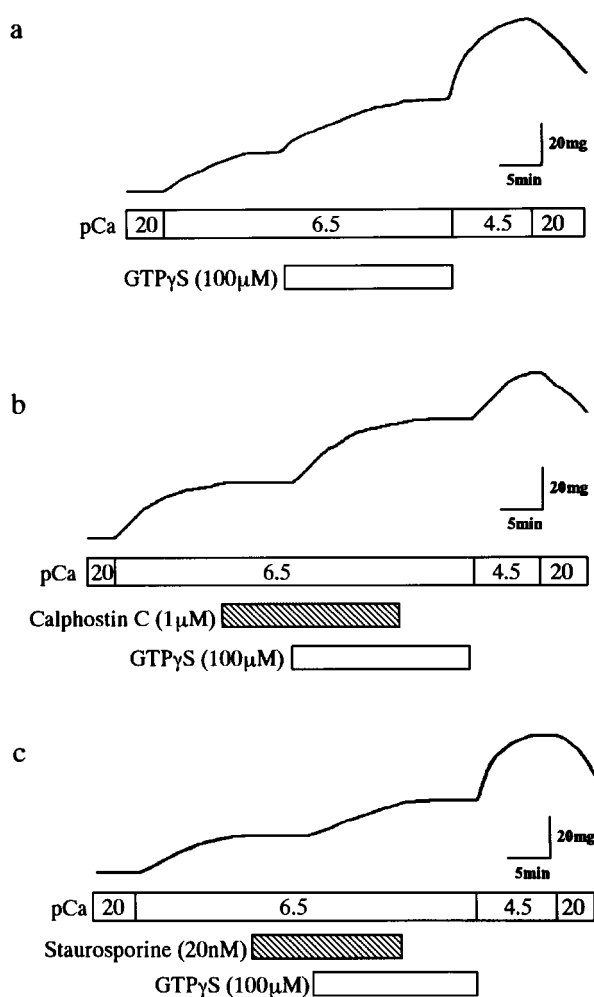 a
20mg
5min
pCa 20 6.5 4.5 20
GTPγS (100μM)
b
20mg
5min
pCa 20 6.5 4.5 20
Calphostin C (1μM)
GTPγS (100μM)
c
20mg
5min
pCa 20 6.5 4.5 20
Staurosporine (20nM)
GTPγS (100μM)